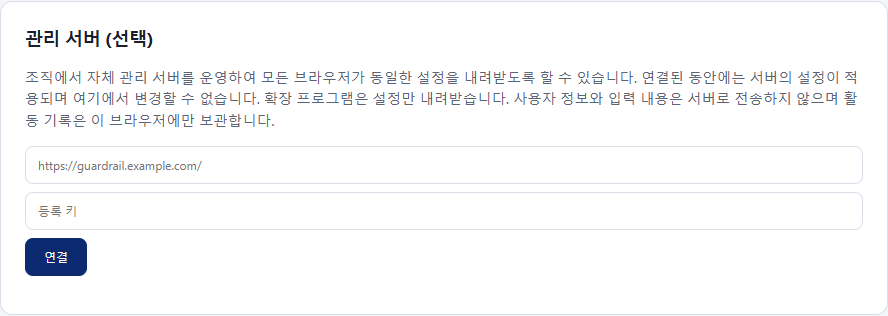 관리 서버 (선택)
조직에서 자체 관리 서버를 운영하여 모든 브라우저가 동일한 설정을 내려받도록 할 수 있습니다. 연결된 동안에는 서버의 설정이 적
용되며 여기에서 변경할 수 없습니다. 확장 프로그램은 설정만 내려받습니다. 사용자 정보와 입력 내용은 서버로 전송하지 않으며 활
동 기록은 이 브라우저에만 보관합니다.
https://guardrail.example.com/
등록 키
연결